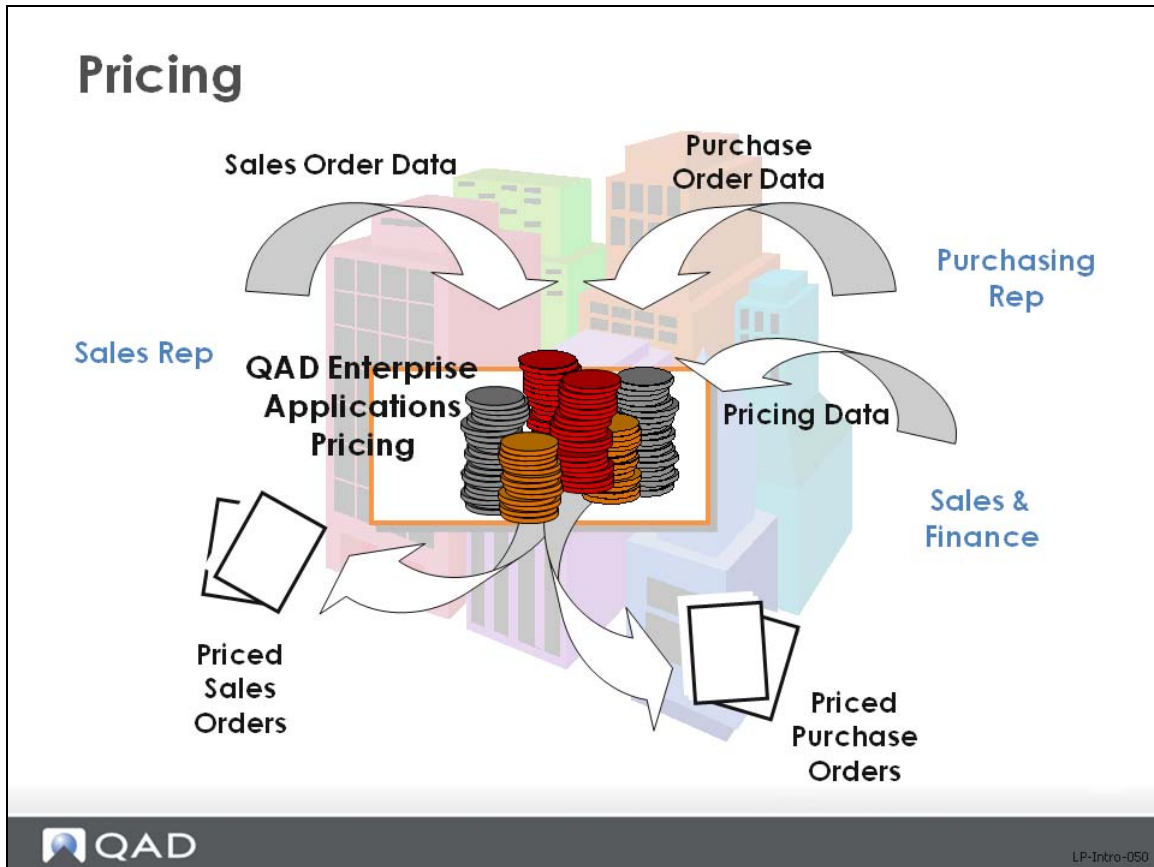 Pricing
Sales Order Data
Purchase
Order Data
Purchasing
Rep
Sales Rep
QAD Enterprise
Applications
Pricing
Pricing Data
Sales &
Finance
Priced
Sales
Orders
Priced
Purchase
Orders
QAD
LP-Intro-050